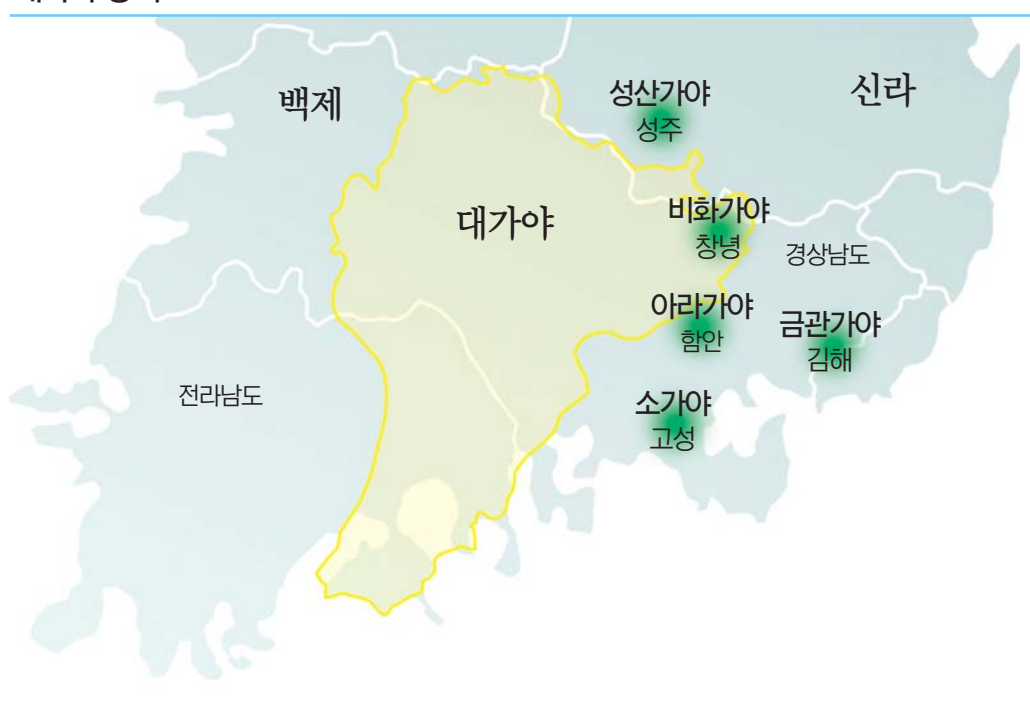 백제
신라
성산가야
성주
대가야
비화가야
창녕
경상남도
아라가야
함안
금관가야
김해
전라남도
소가야
고성